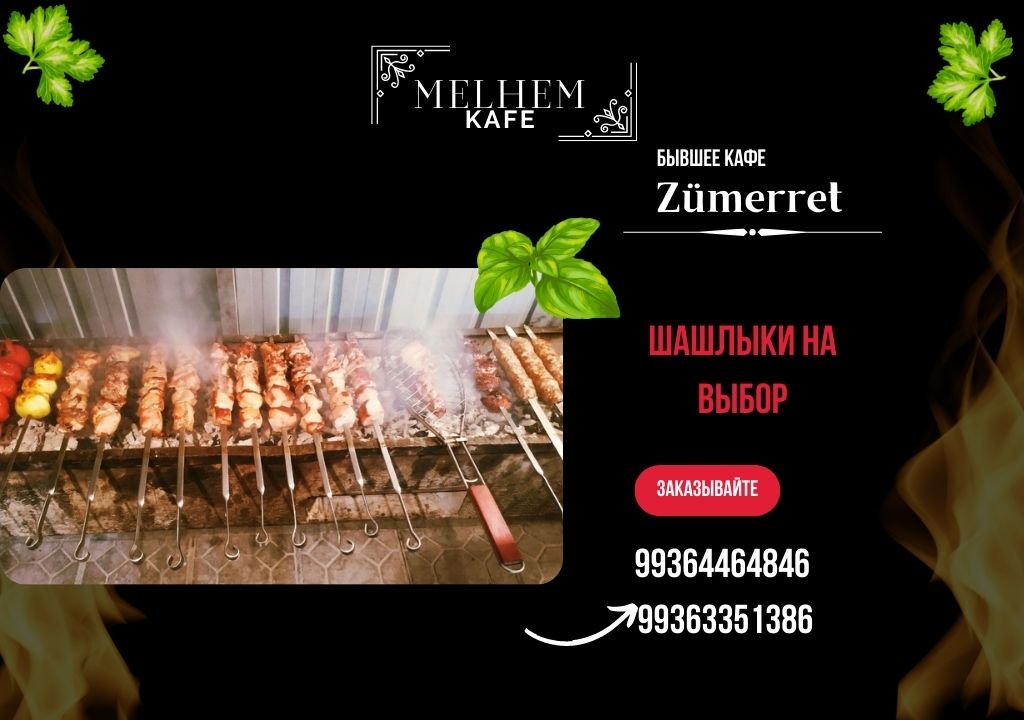 MELHEM
KAFE
БЫВШЕЕ КАФЕ
Zümerret
ШАШЛЫКИ НА
ВЫБОР
ЗАКАЗЫВАЙТЕ
99364464846
99363351386